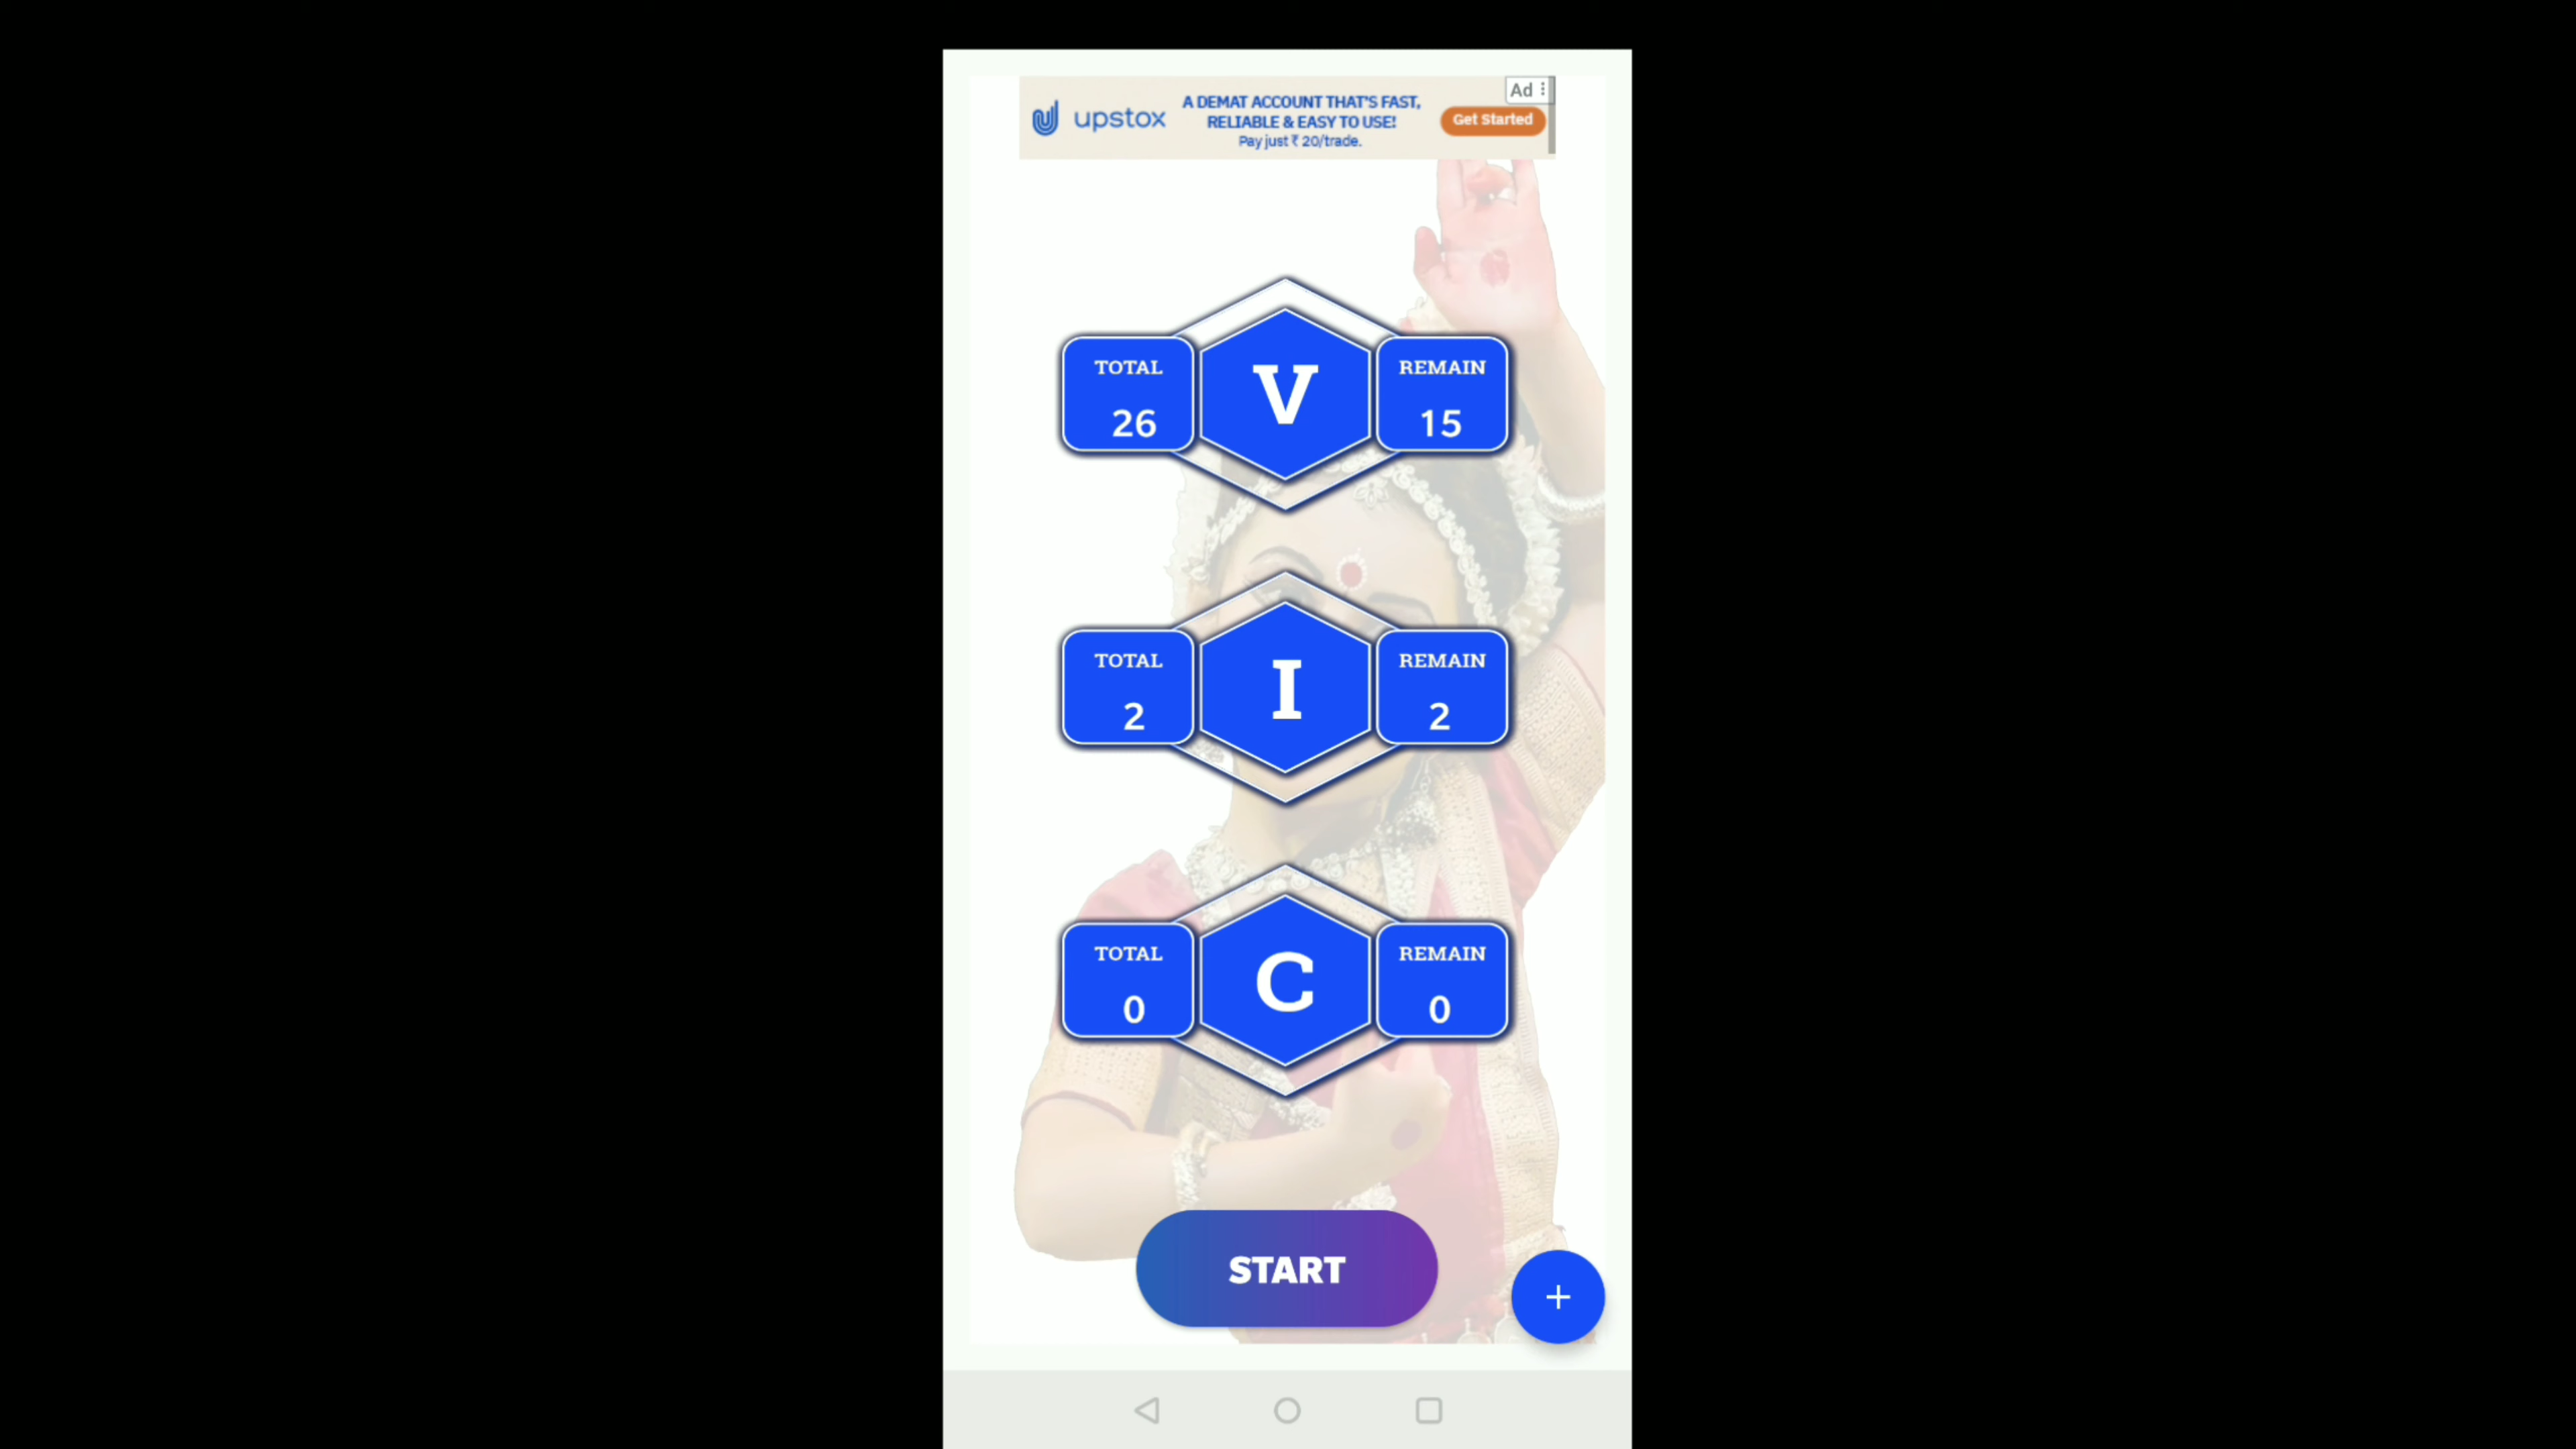 upstox
A DEMAT ACCOUNT THAT'S FAST,
RELIABLE & EASY TO USE!
Pay just ₹ 20/trade.
Get Started
Ad
TOTAL
26
V
REMAIN
15
TOTAL
2
I
REMAIN
2
TOTAL
0
C
REMAIN
0
START
+